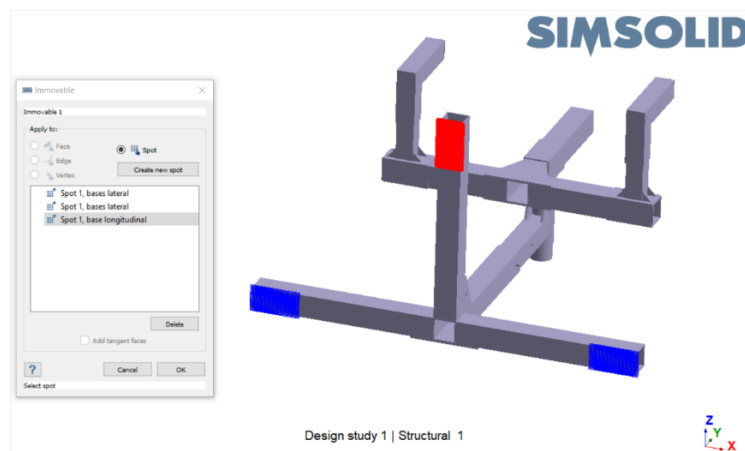 SIMSOLID
Immovable
Immovable 1
Apply to:
Face
Spot
Edge
Create new spot
Vertex
Spot 1, bases lateral
Spot 1, bases lateral
Spot 1, base longitudinal
Delete
Add tangent faces
?
Cancel
OK
Select spot
Design study 1 | Structural 1
Z
Y
X